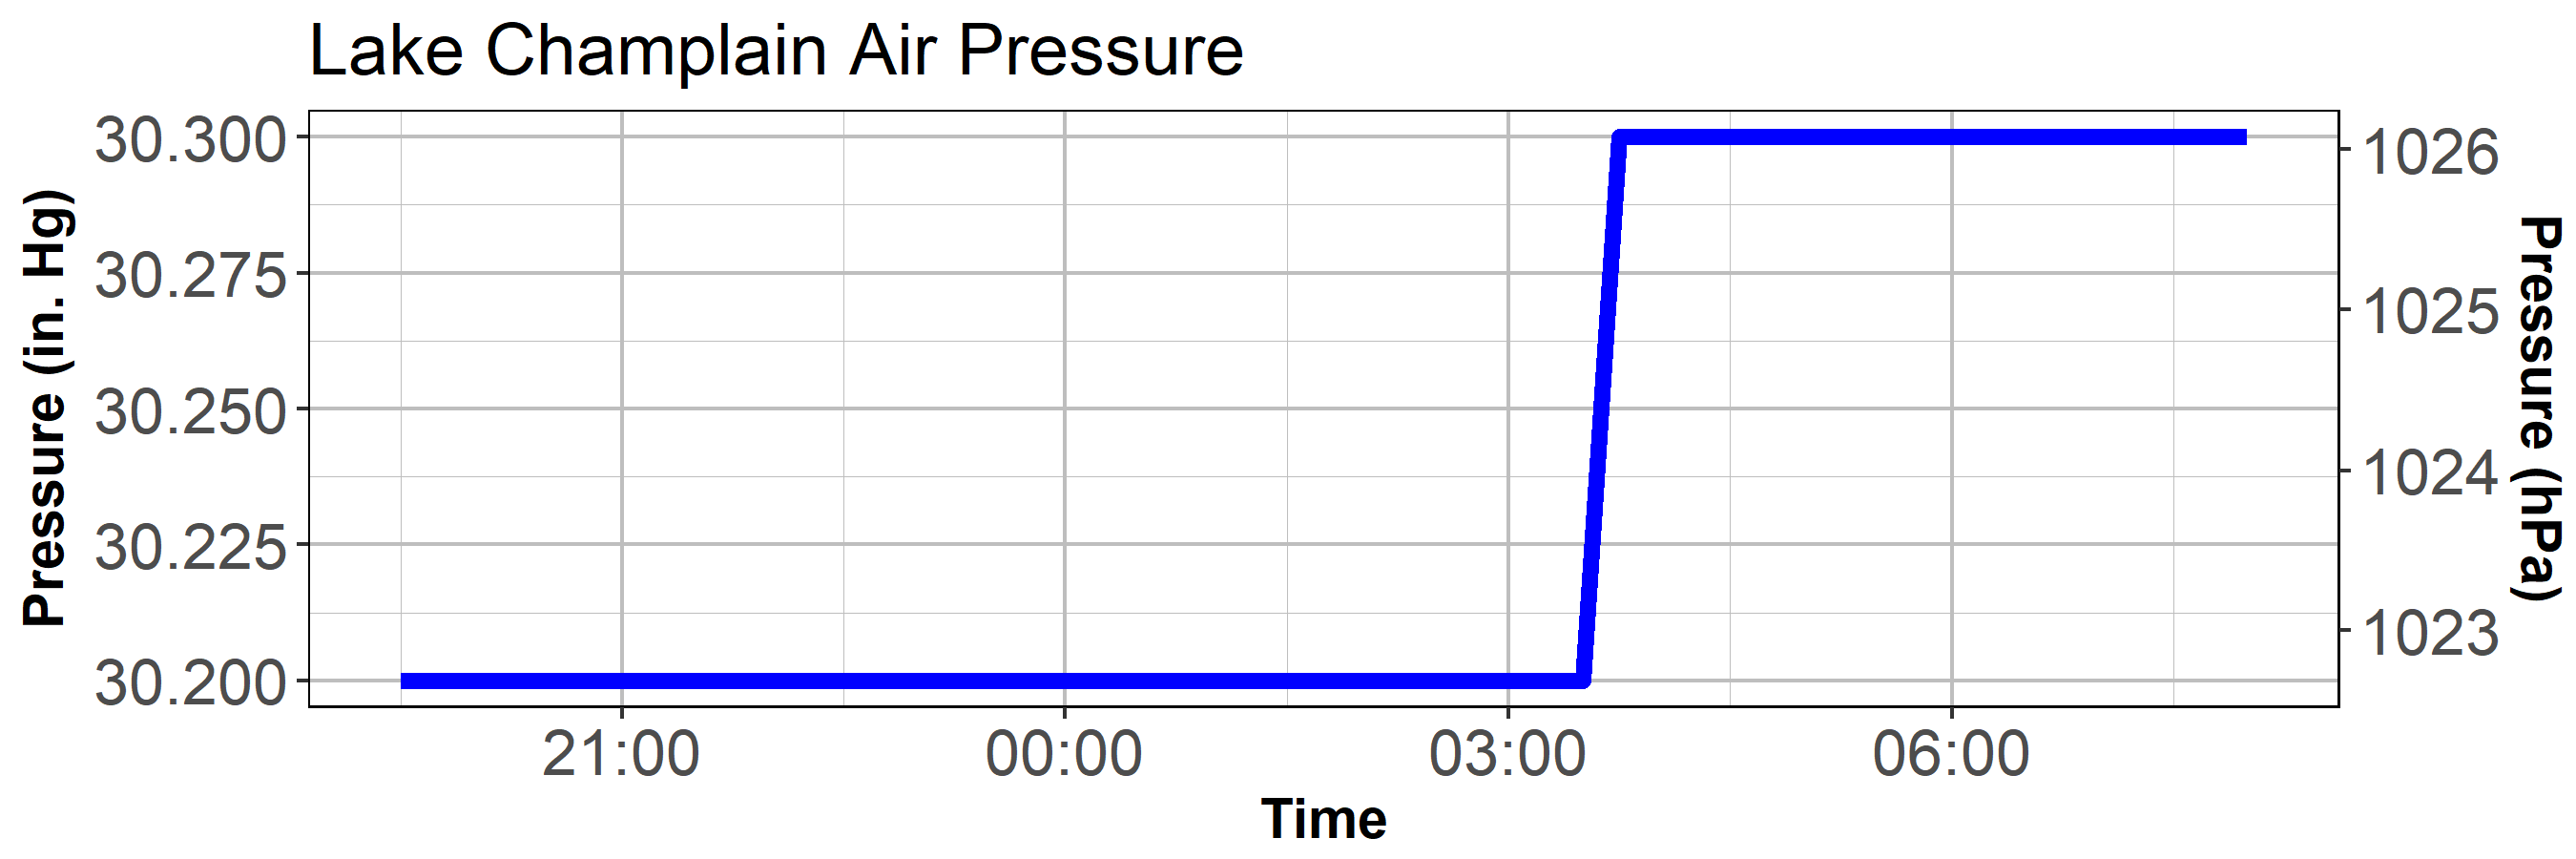 Lake Champlain Air Pressure
30.300
30.275
30.250
30.225
30.200
Pressure (in. Hg)
1026
1025
1024
1023
Pressure (hPa)
21:00 00:00 03:00 06:00
Time